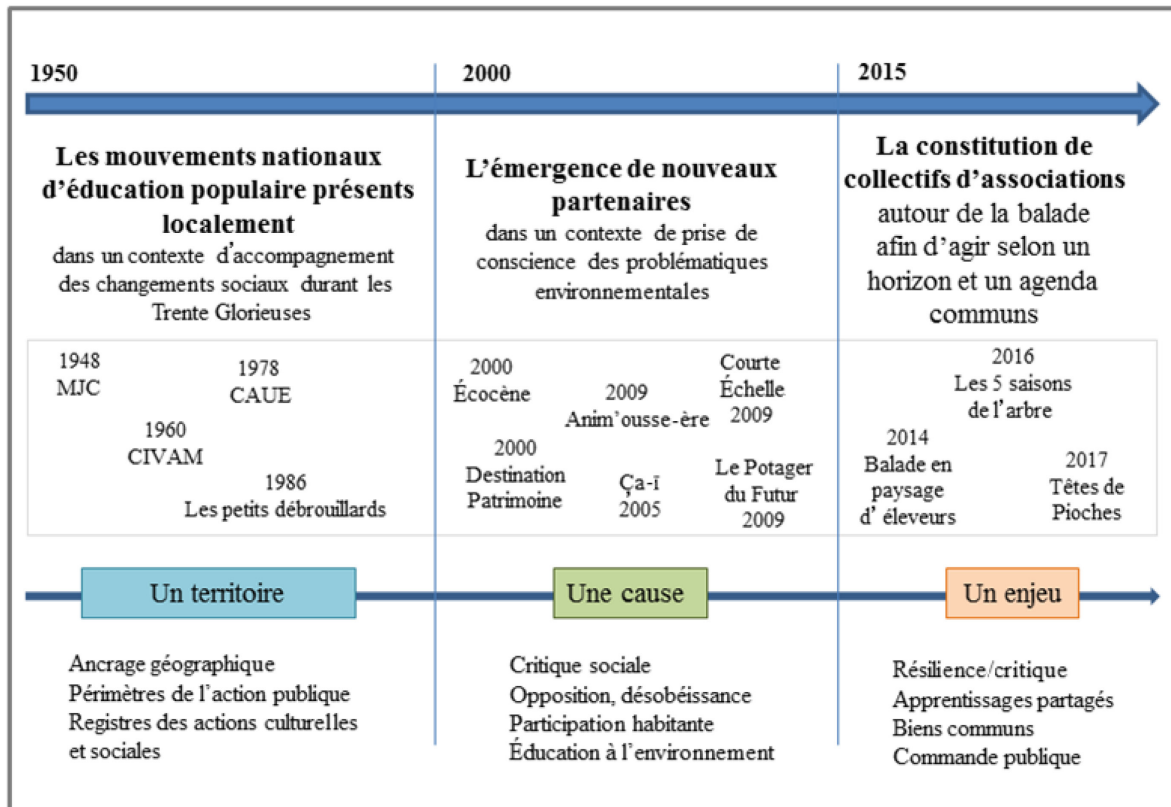 1950
2000
2015
Les mouvements nationaux
d'éducation populaire présents
localement
dans un contexte d'accompagnement
des changements sociaux durant les
Trente Glorieuses
L'émergence de nouveaux
partenaires
dans un contexte de prise de
conscience des problématiques
environnementales
La constitution de
collectifs d'associations
autour de la balade
afin d'agir selon un
horizon et un agenda
communs
1948
MJC
1978
CAUE
1960
CIVAM
1986
Les petits débrouillards
2000
Écocène
2009
Anim'ousse-ère
Courte
Échelle
2009
2000
Destination
Patrimoine
Ça-ï
2005
Le Potager
du Futur
2009
2016
Les 5 saisons
de l'arbre
2014
Balade en
paysage
d' éleveurs
2017
Têtes de
Pioches
Un territoire
Une cause
Un enjeu
Ancrage géographique
Périmètres de l'action publique
Registres des actions culturelles
et sociales
Critique sociale
Opposition, désobéissance
Participation habitante
Éducation à l'environnement
Résilience/critique
Apprentissages partagés
Biens communs
Commande publique